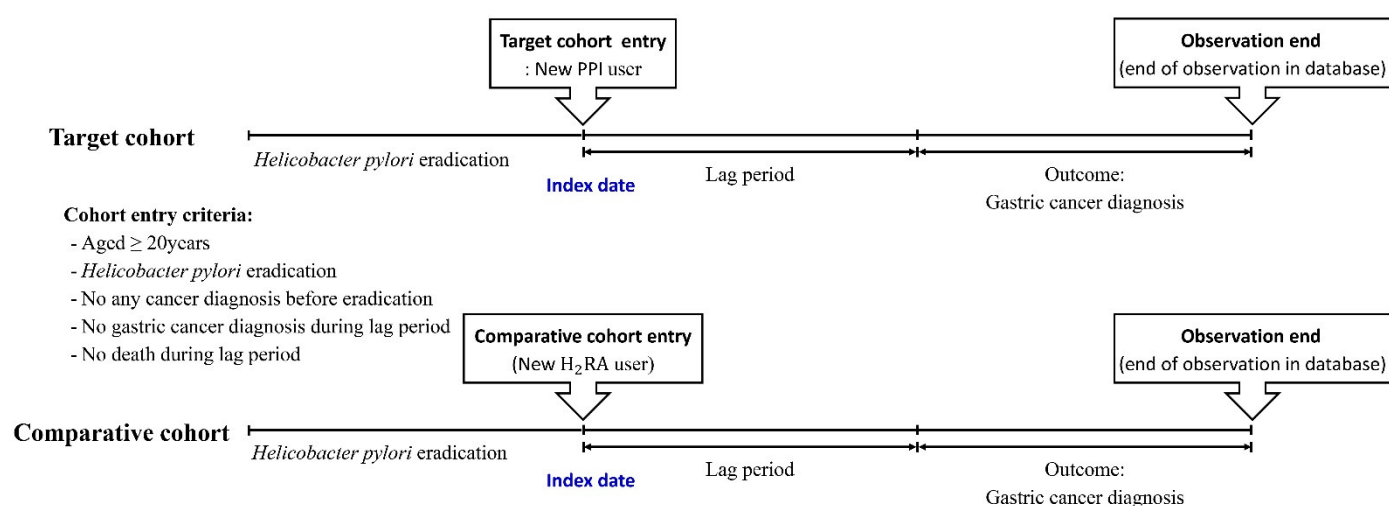 Target cohort entry
: New PPI user
Observation end
(end of observation in database)
Target cohort
Helicobacter pylori eradication
Index date
Lag period
Outcome:
Gastric cancer diagnosis
Cohort entry criteria:
- Aged ≥ 20years
- Helicobacter pylori eradication
- No any cancer diagnosis before eradication
- No gastric cancer diagnosis during lag period
- No death during lag period
Comparative cohort entry
(New H₂RA user)
Observation end
(end of observation in database)
Comparative cohort
Helicobacter pylori eradication
Index date
Lag period
Outcome:
Gastric cancer diagnosis